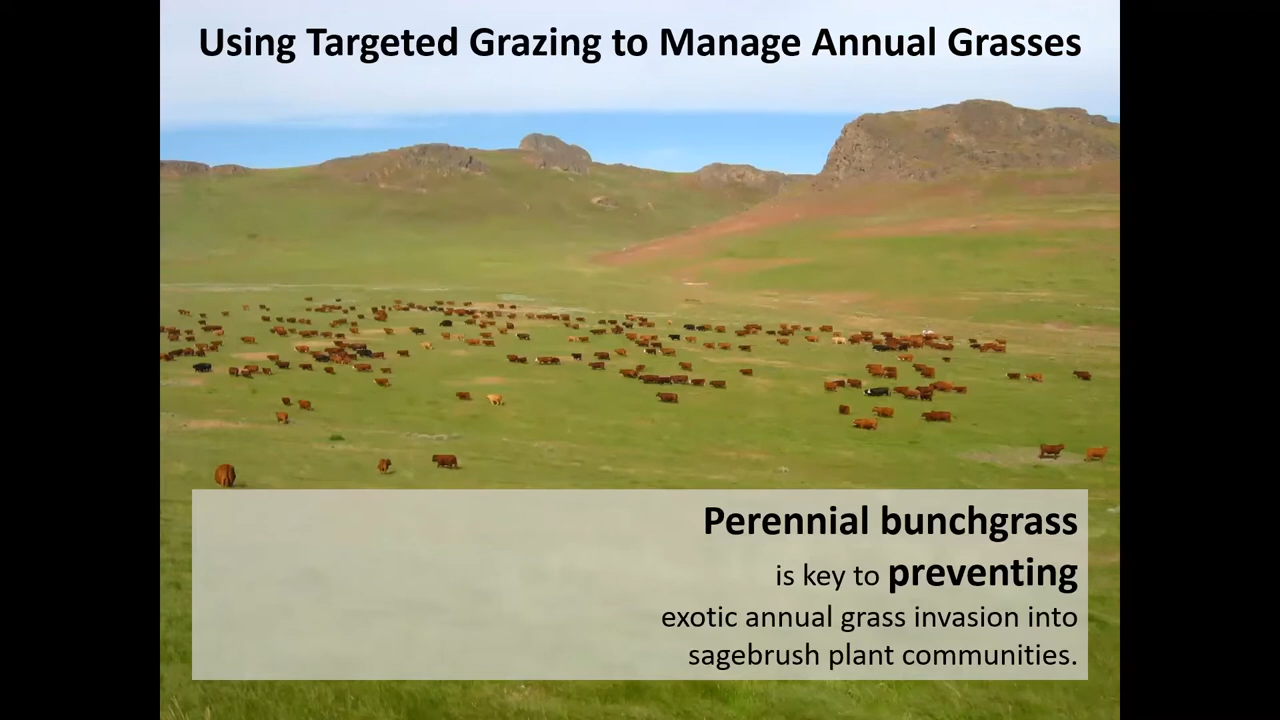 Using Targeted Grazing to Manage Annual Grasses
Perennial bunchgrass
is key to preventing
exotic annual grass invasion into
sagebrush plant communities.